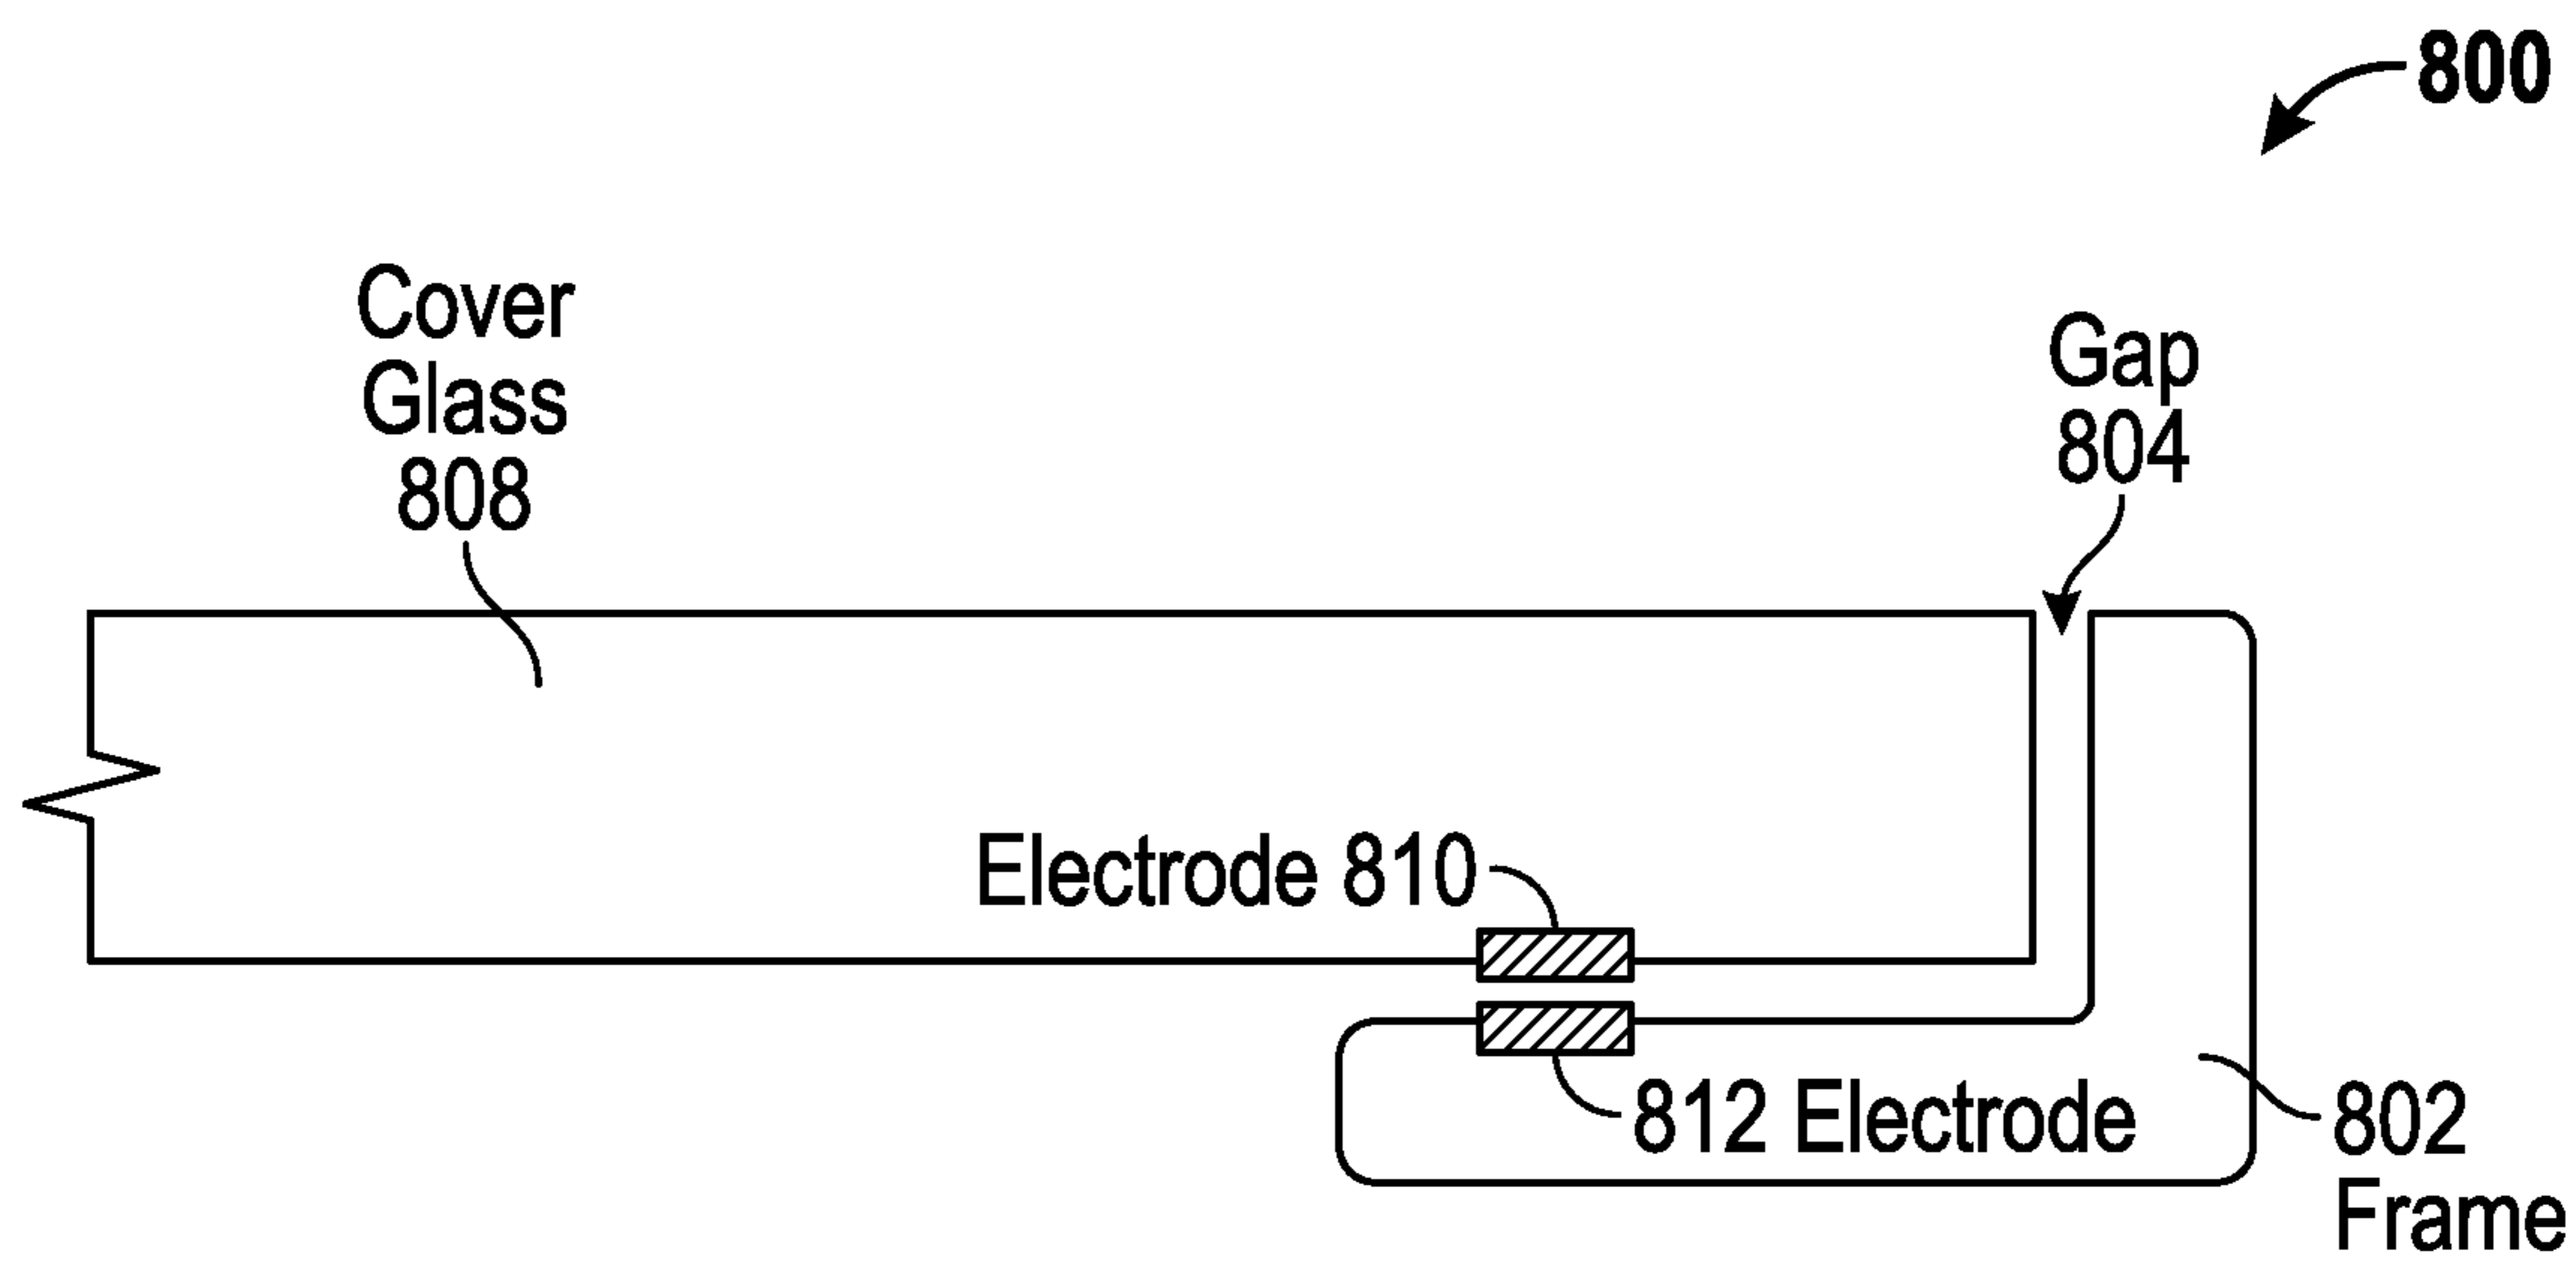 800
Cover
Glass
808
Gap
804
Electrode 810
812 Electrode
802
Frame